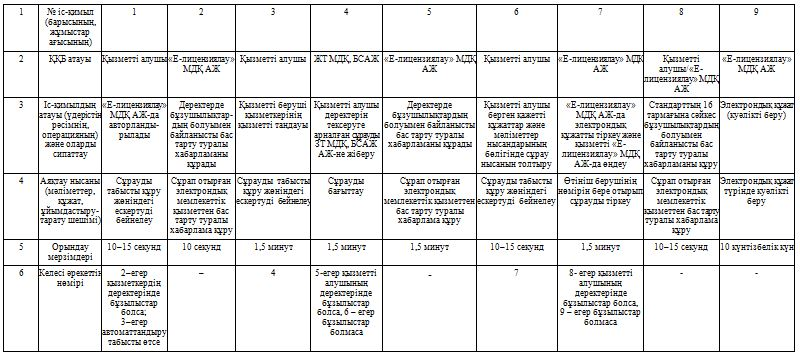 1
№ іс-қимыл
(барысының,
жұмыстар
ағысының)
1
2
3
4
5
6
7
8
9
2
ҚҚБ атауы
Қызметті алушы
«Е-лицензиялау»
МДҚ АЖ
Қызметті алушы
ЖТ МДҚ, БСАЖ
«Е-лицензиялау» МДҚ
АЖ
Қызметті алушы
«Е-лицензиялау» МДҚ
АЖ
Қызметті
алушы/«Е-
лицензиялау» МДҚ
АЖ
«Е-лицензиялау»
МДҚ АЖ
3
Іс-қимылдың
атауы (үдерістің
рәсімнің,
операцияның)
және оларды
сипаттау
«Е-лицензиялау»
МДҚ АЖ-да
авторланды-
рылады
Деректерде
бұзушылықтар-
дың болуымен
байланысты бас
тарту туралы
хабарламаны
құрады
Қызметті беруші
қызметкерінің
қызметті таңдауы
Қызметті алушы
деректерін
тексеруге
арналған сұрауды
ЗТ МДҚ, БСАЖ
АЖ-не жіберу
Деректерде
бұзушылықтардың
болуымен байланысты
бас тарту туралы
хабарламаны құрады
Қызметті алушы
берген қажетті
құжаттар және
мәліметтер
нысандарының
бөлігінде сұрау
нысанын толтыру
«Е-лицензиялау»
МДҚ АЖ-да
электрондық
құжатты тіркеу және
қызметті «Е-
лицензиялау» МДҚ
АЖ-да өңдеу
Стандарттың 16
тармағына сәйкес
бұзушылықтардың
болуымен
байланысты бас
тарту туралы
хабарламаны құру
Электрондық құжат
(куәлікті беру)
4
Аяқтау нысаны
(мәліметтер,
құжат,
ұйымдастыру-
тарату шешімі)
Сұрауды
табысты құру
жөніндегі
ескертуді
бейнелеу
Сұрап отырған
электрондық
мемлекеттік
қызметтен бас
тарту туралы
хабарлама құру
Сұрауды табысты
құру жөніндегі
ескертуді бейнелеу
Сұрауды
бағыттау
Сұрап отырған
электрондық
мемлекеттік қызметтен
бас тарту туралы
хабарлама құру
Сұрауды табысты
құру жөніндегі
ескертуді бейнелеу
Өтініш берушінің
нөмірін бере отырып
сұрауды тіркеу
Сұрап отырған
электрондық
мемлекеттік
қызметтен бас тарту
туралы хабарлама
құру
Электрондық құжат
түрінде куәлікті
беру
5
Орындау
мерзімдері
10–15 секунд
10 секунд
1,5 минут
1,5 минут
1,5 минут
10–15 секунд
1,5 минут
10–15 секунд
10 күнтізбелік күн
6
Келесі әрекеттің
нөмірі
2–егер
қызметкердің
деректерінде
бұзылыстар
болса;
3–егер
автоматтандыру
табысты өтсе
–
4
5-егер қызметті
алушының
деректерінде
бұзылыстар
болса, 6 – егер
бұзылыстар
болмаса
-
7
8- егер қызметті
алушының
деректерінде
бұзылыстар болса,
9 – егер бұзылыстар
болмаса
-
-